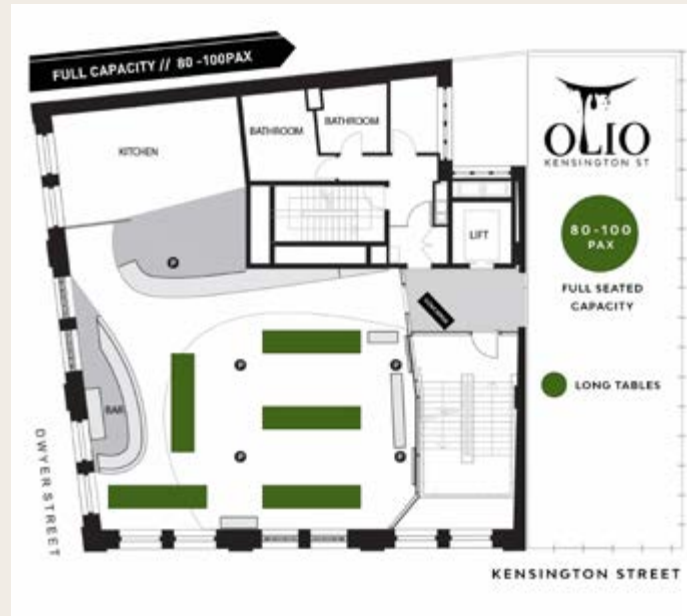 FULL CAPACITY // 80 -100PAX
KITCHEN
BATHROOM
BATHROOM
LIFT
P
P
P
P
P
BAR
DWYER STREET
OLIO
KENSINGTON ST
80-100
PAX
FULL SEATED
CAPACITY
LONG TABLES
KENSINGTON STREET